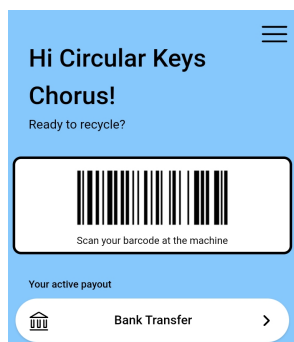 Hi Circular Keys
Chorus!
Ready to recycle?
Scan your barcode at the machine
Your active payout
Bank Transfer